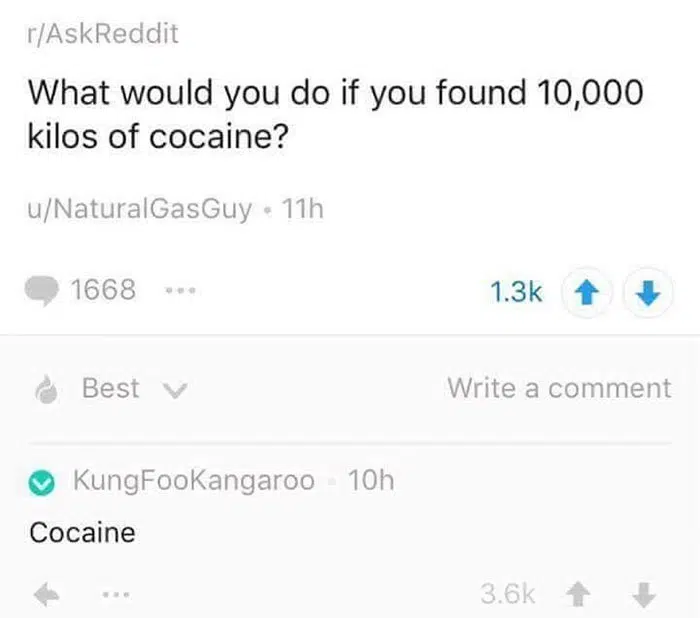 r/AskReddit
What would you do if you found 10,000
kilos of cocaine?
u/NaturalGasGuy • 11h
1668 ...
1.3k
Best
Write a comment
KungFooKangaroo 10h
Cocaine
...
3.6k